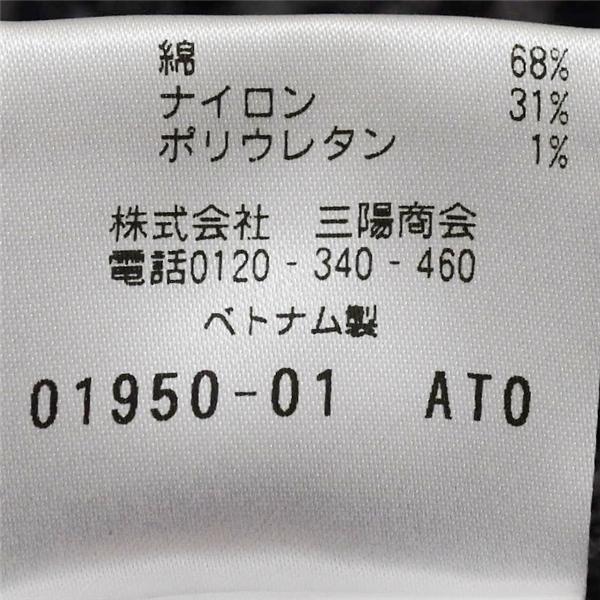 綿 68%
ナイロン 31%
ポリウレタン 1%
株式会社 三陽商会
電話0120-340-460
ベトナム製
01950-01 ATO